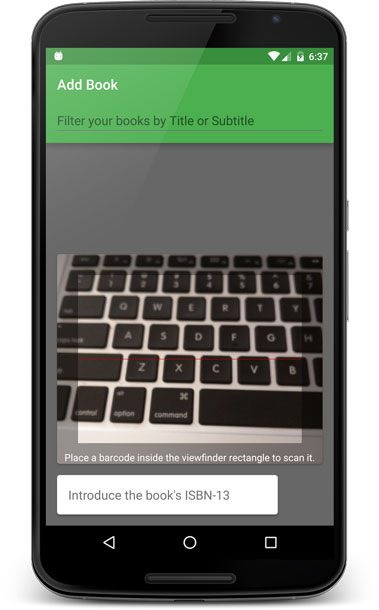 6:37
Add Book
Filter your books by Title or Subtitle
Q W E R T Y
A S D F G H
Z X C V B
control option command
Place a barcode inside the viewfinder rectangle to scan it.
Introduce the book's ISBN-13